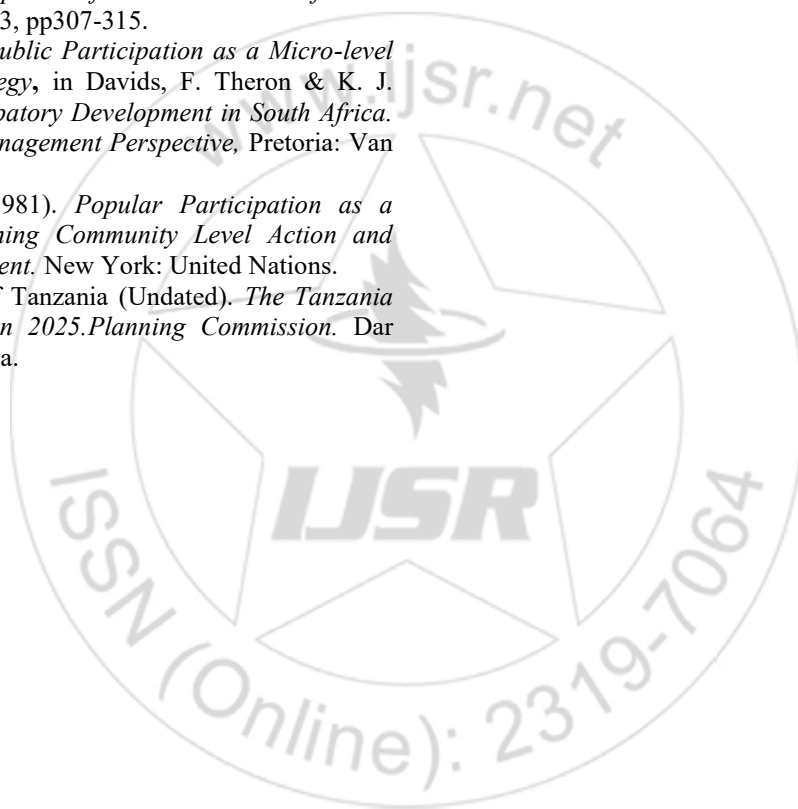 3, pp307-315.
ublic Participation as a Micro-level
egy, in Davids, F. Theron & K. J.
patory Development in South Africa.
nagement Perspective, Pretoria: Van
981). Popular Participation as a
ning Community Level Action and
ent. New York: United Nations.
f Tanzania (Undated). The Tanzania
n 2025.Planning Commission. Dar
a.
www.ijsr.net
IJSR
ISSN (Online): 2319-7064